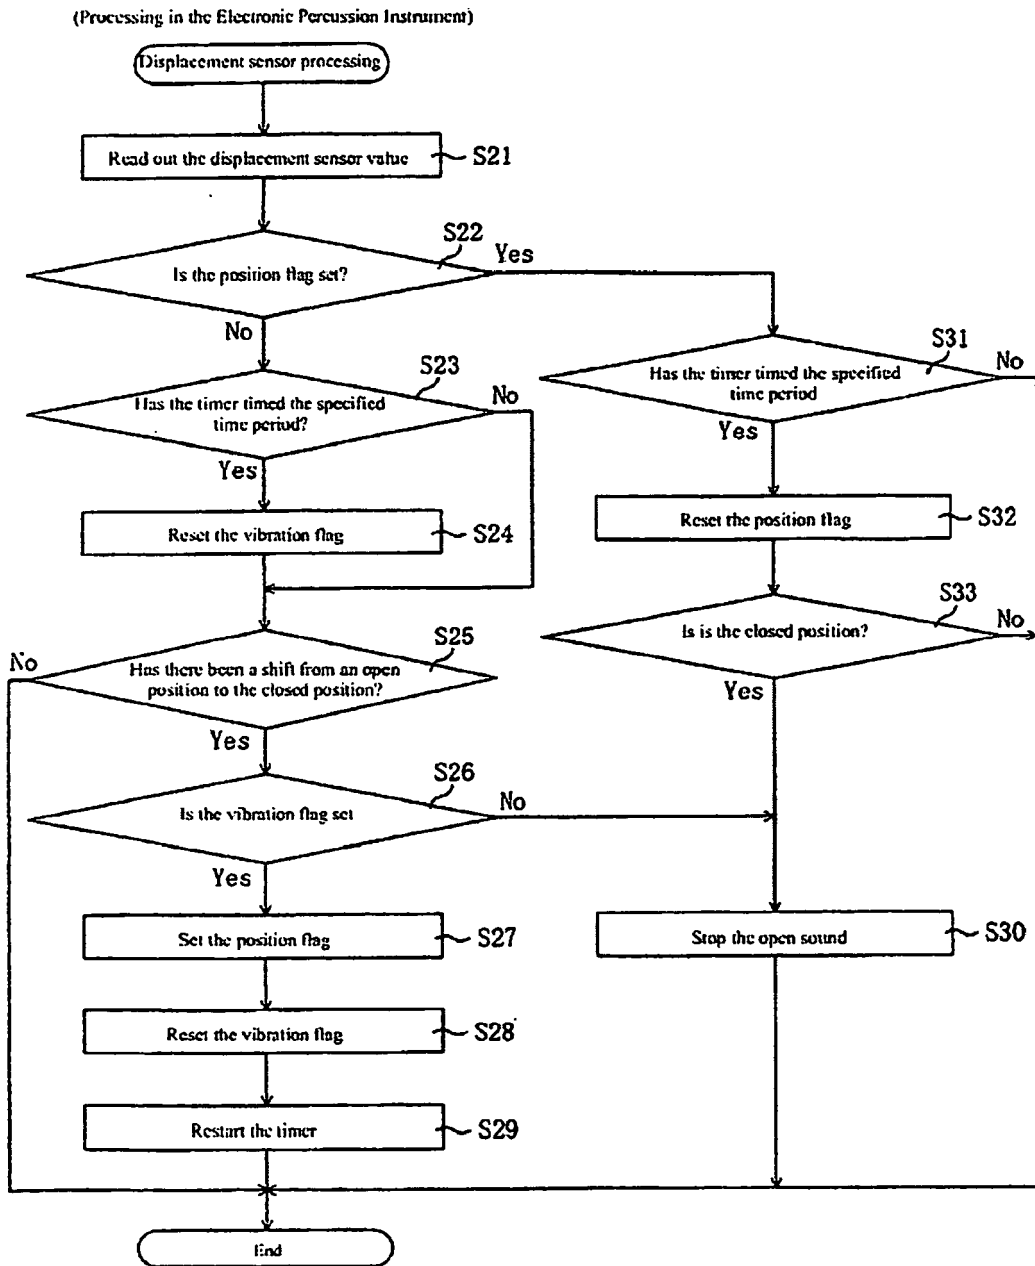 (Processing in the Electronic Percussion Instrument)
Displacement sensor processing
Read out the displacement sensor value
S21
S22
Is the position flag set?
Yes
No
S23
Has the timer timed the specified
time period?
No
Yes
Reset the vibration flag
S24
S25
No
Has there been a shift from an open
position to the closed position?
Yes
S26
Is the vibration flag set
No
Yes
Set the position flag
S27
Reset the vibration flag
S28
Restart the timer
S29
End
S31
Has the timer timed the specified
time period
No
Yes
Reset the position flag
S32
S33
Is is the closed position?
No
Yes
Stop the open sound
S30